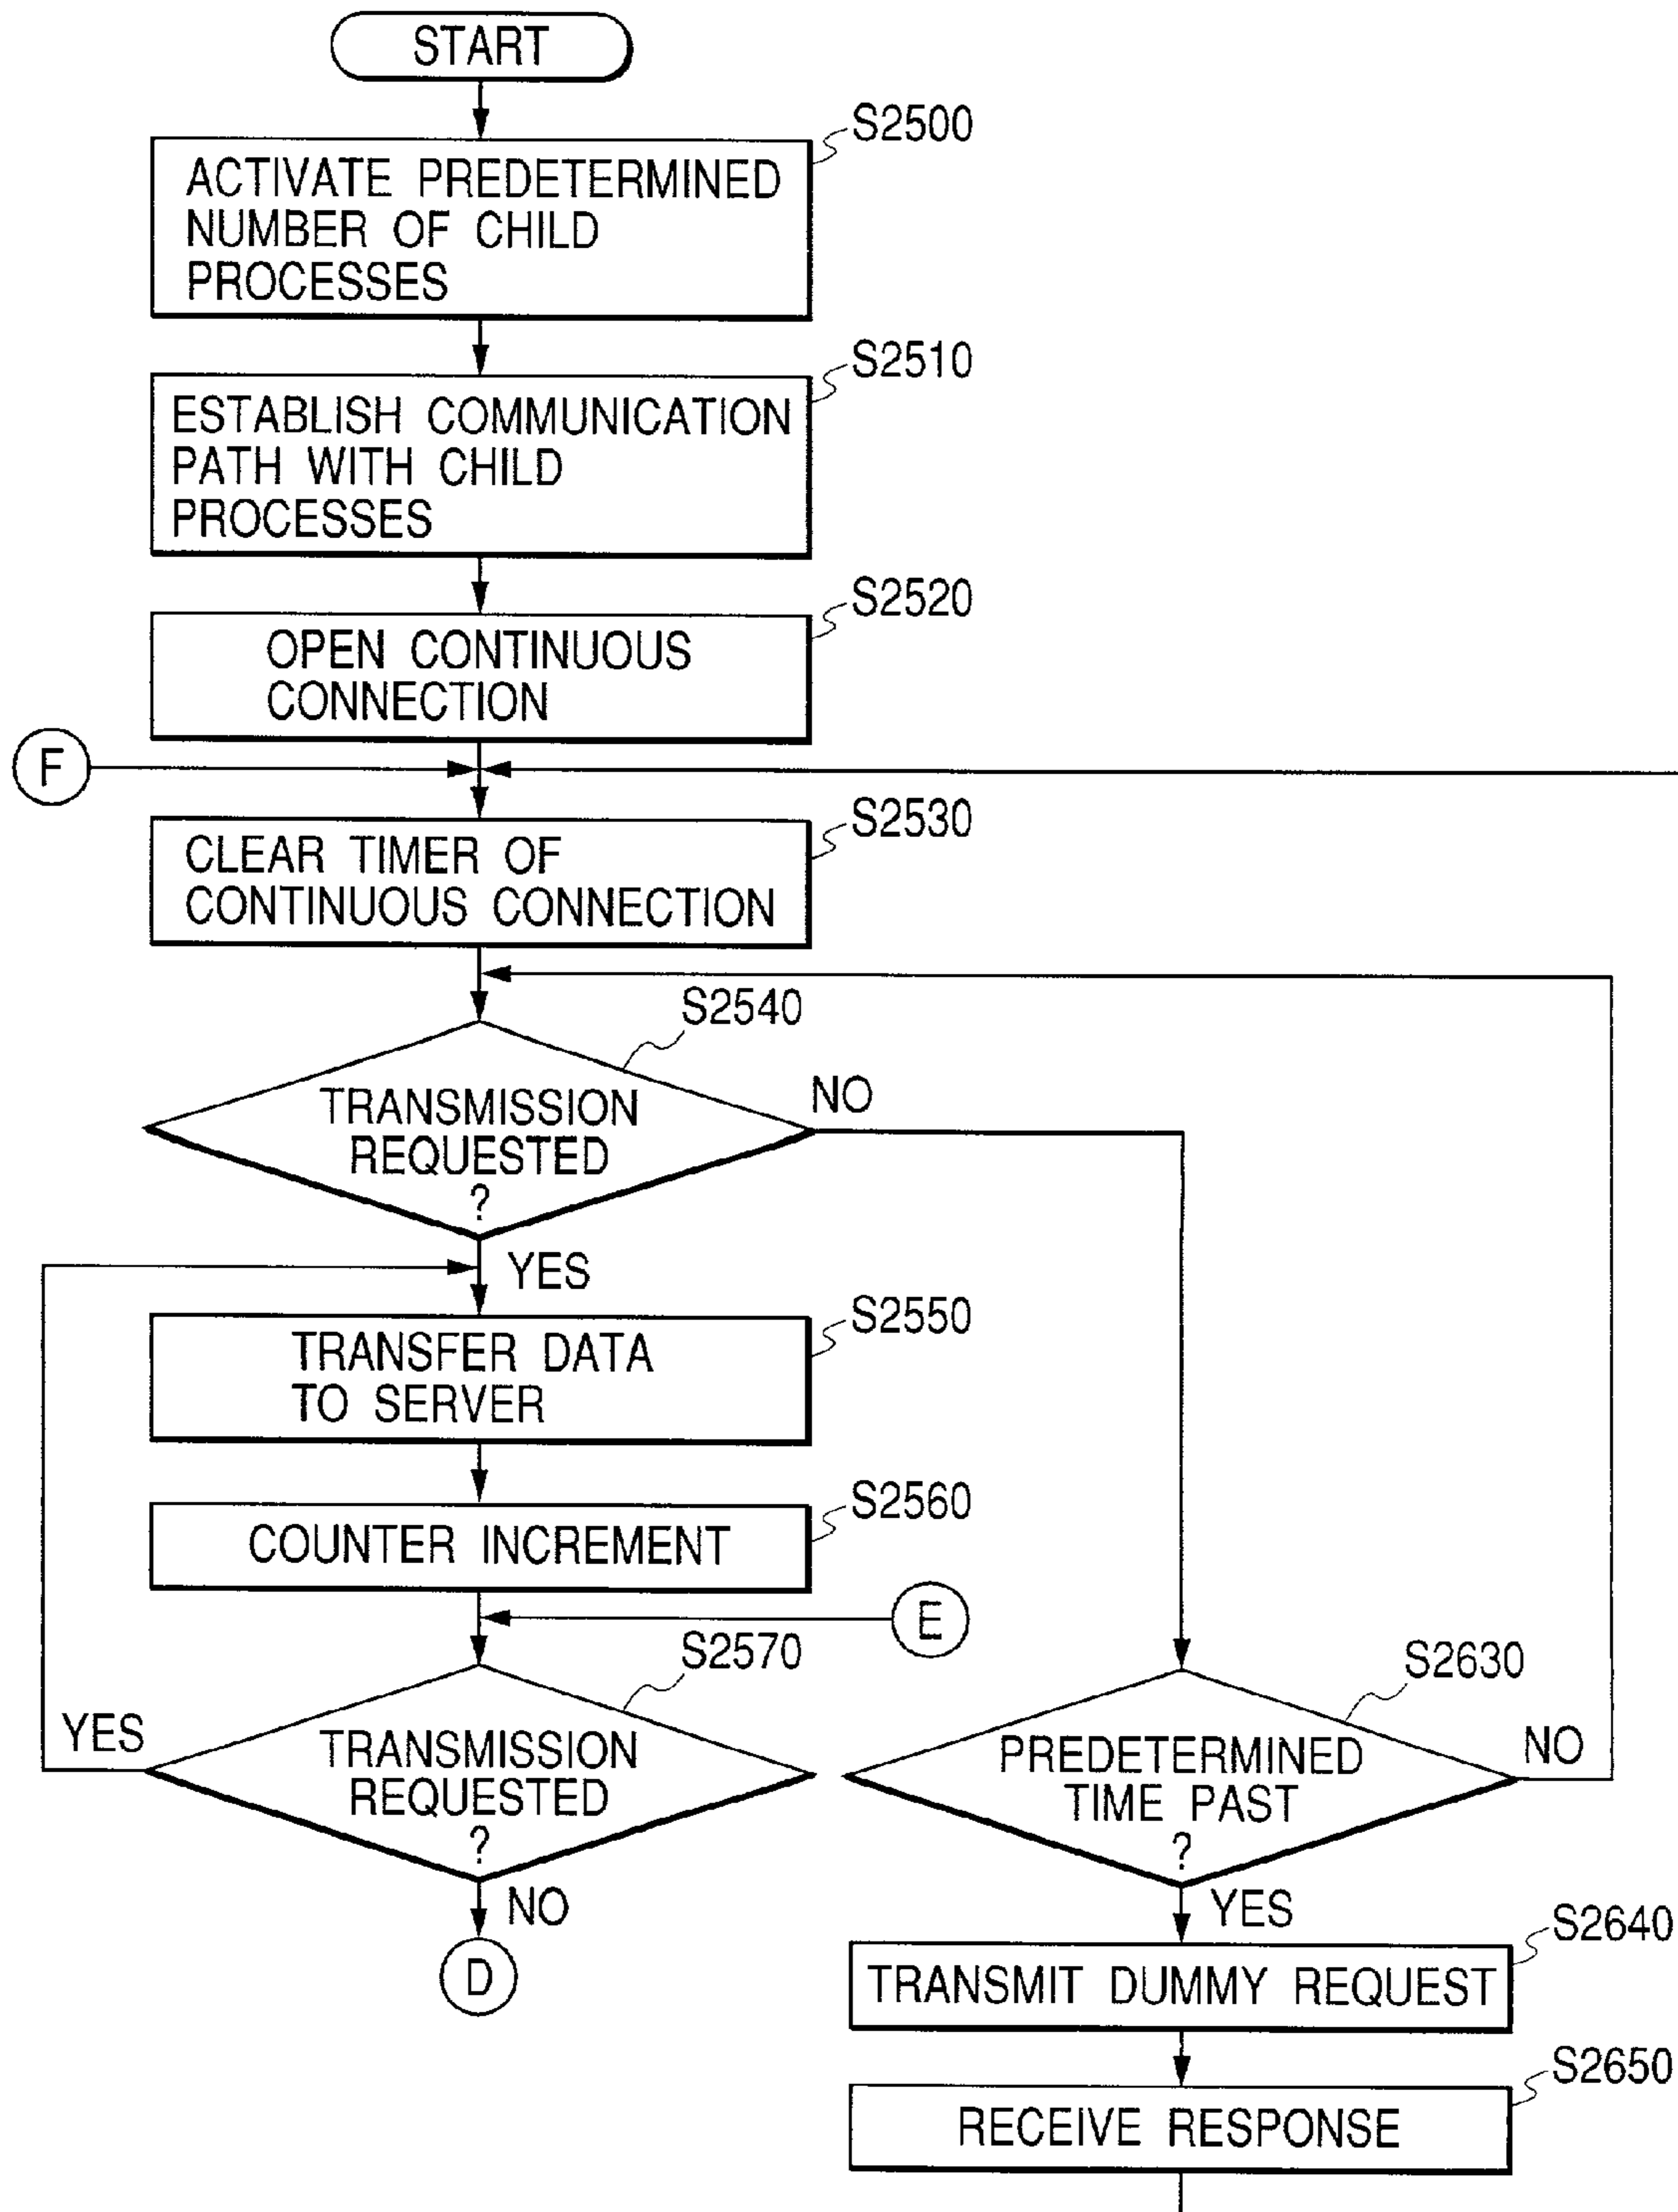 START
S2500
ACTIVATE PREDETERMINED
NUMBER OF CHILD
PROCESSES
S2510
ESTABLISH COMMUNICATION
PATH WITH CHILD
PROCESSES
S2520
OPEN CONTINUOUS
CONNECTION
F
S2530
CLEAR TIMER OF
CONTINUOUS CONNECTION
S2540
TRANSMISSION
REQUESTED
?
NO
YES
S2550
TRANSFER DATA
TO SERVER
S2560
COUNTER INCREMENT
E
S2570
TRANSMISSION
REQUESTED
?
YES
NO
D
S2630
PREDETERMINED
TIME PAST
?
NO
YES
S2640
TRANSMIT DUMMY REQUEST
S2650
RECEIVE RESPONSE